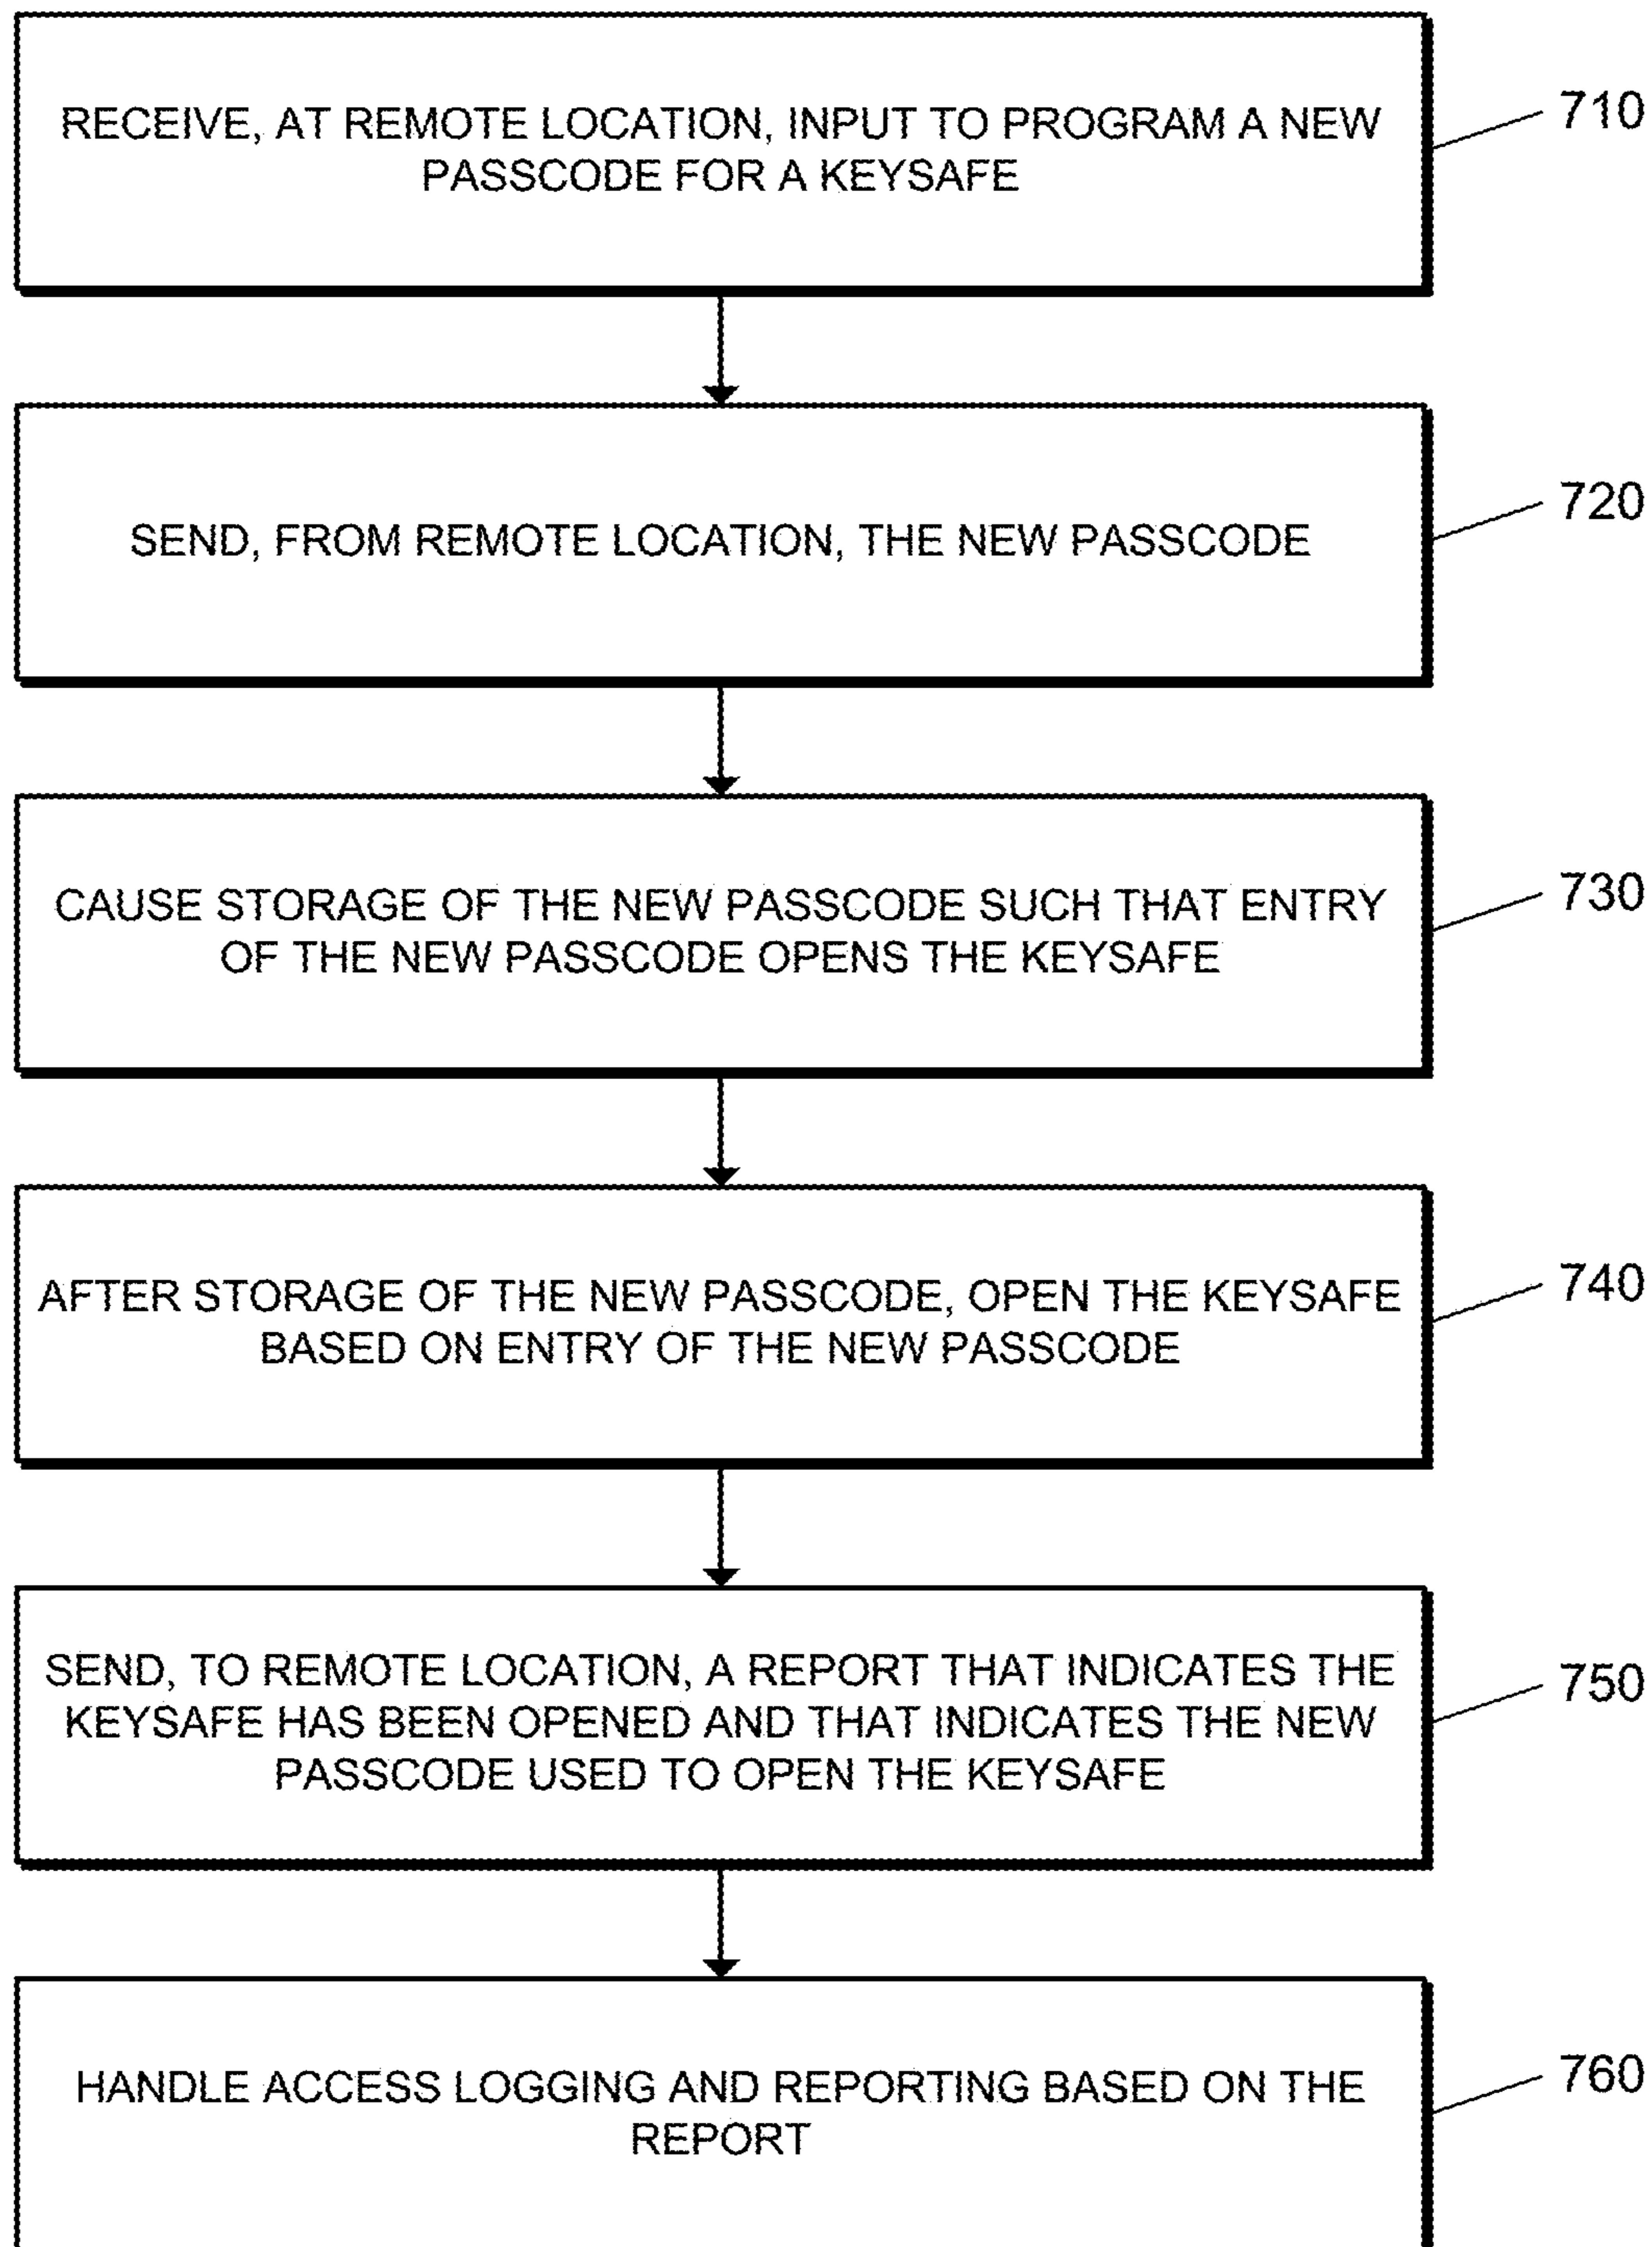 RECEIVE, AT REMOTE LOCATION, INPUT TO PROGRAM A NEW
PASSCODE FOR A KEYSAFE
710
SEND, FROM REMOTE LOCATION, THE NEW PASSCODE
720
CAUSE STORAGE OF THE NEW PASSCODE SUCH THAT ENTRY
OF THE NEW PASSCODE OPENS THE KEYSAFE
730
AFTER STORAGE OF THE NEW PASSCODE, OPEN THE KEYSAFE
BASED ON ENTRY OF THE NEW PASSCODE
740
SEND, TO REMOTE LOCATION, A REPORT THAT INDICATES THE
KEYSAFE HAS BEEN OPENED AND THAT INDICATES THE NEW
PASSCODE USED TO OPEN THE KEYSAFE
750
HANDLE ACCESS LOGGING AND REPORTING BASED ON THE
REPORT
760